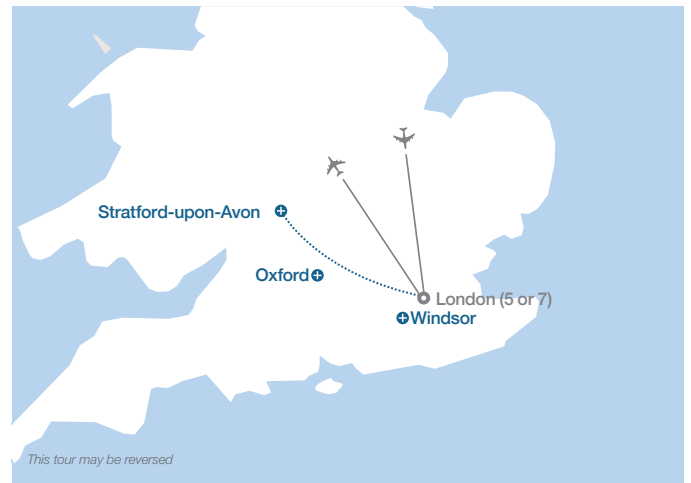 Stratford-upon-Avon
Oxford
London (5 or 7)
Windsor
This tour may be reversed